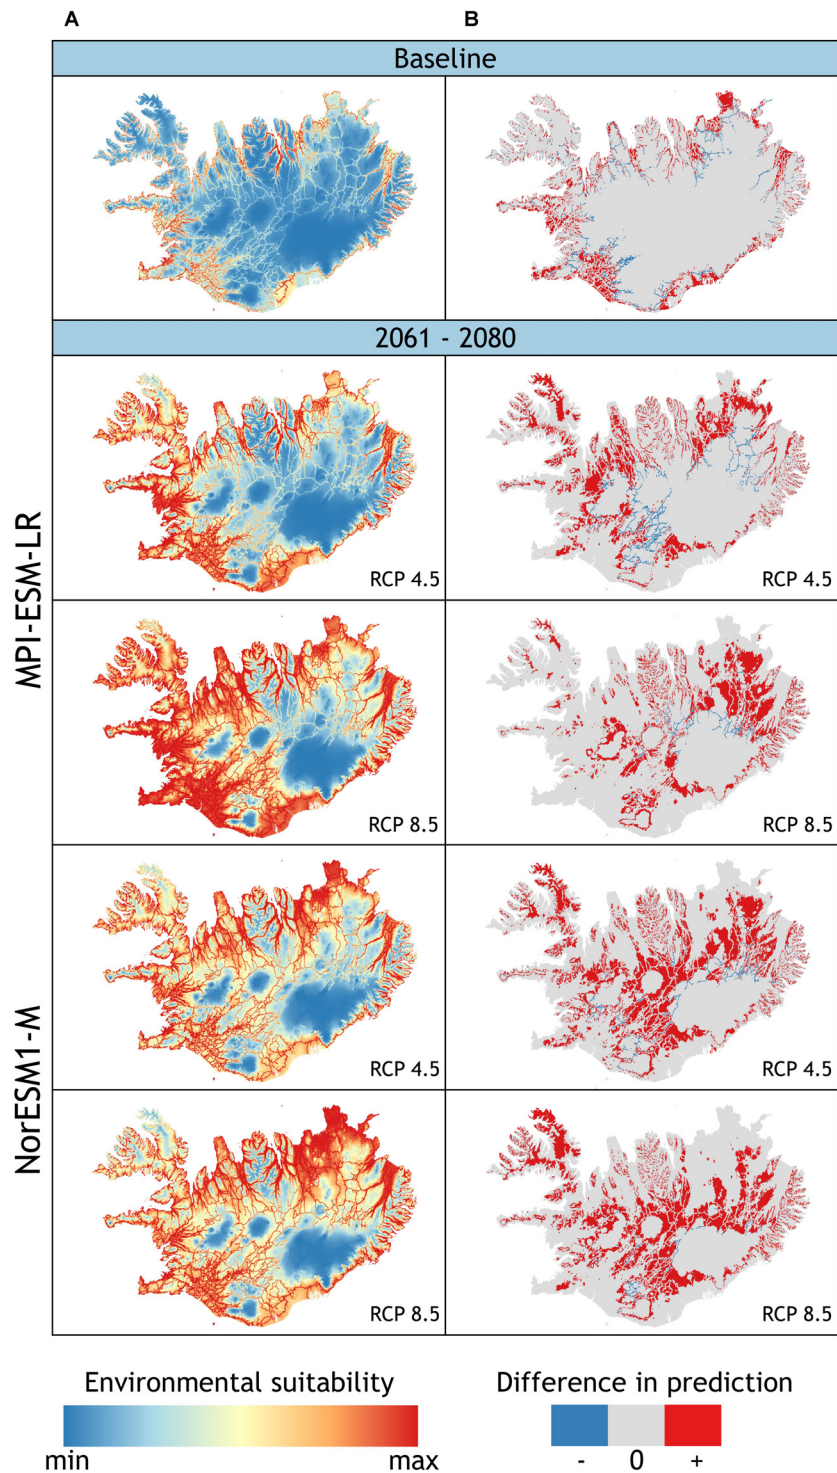 A
B
Baseline
2061 - 2080
MPI-ESM-LR
RCP 4.5
RCP 4.5
RCP 8.5
RCP 8.5
NorESM1-M
RCP 4.5
RCP 4.5
RCP 8.5
RCP 8.5
Environmental suitability
min
max
Difference in prediction
-
0
+